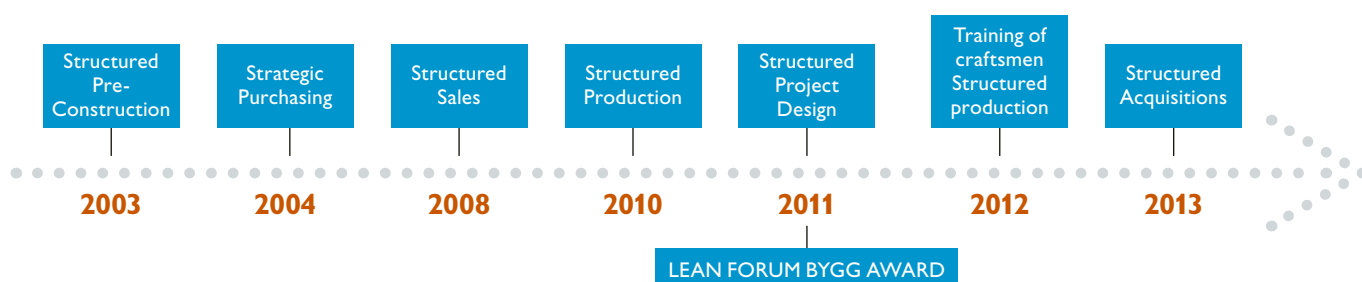 Structured
Pre-
Construction
Strategic
Purchasing
Structured
Sales
Structured
Production
Structured
Project
Design
Training of
craftsmen
Structured
production
Structured
Acquisitions
2003
2004
2008
2010
2011
2012
2013
LEAN FORUM BYGG AWARD